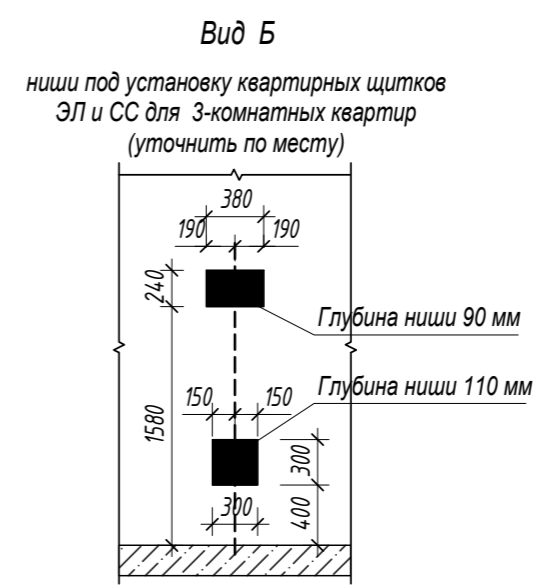 Вид Б
ниши под установку квартирных щитков
ЭЛ и СС для 3-комнатных квартир
(уточнить по месту)
380
190 190
240
Глубина ниши 90 мм
1580
Глубина ниши 110 мм
150 150
300
300
400